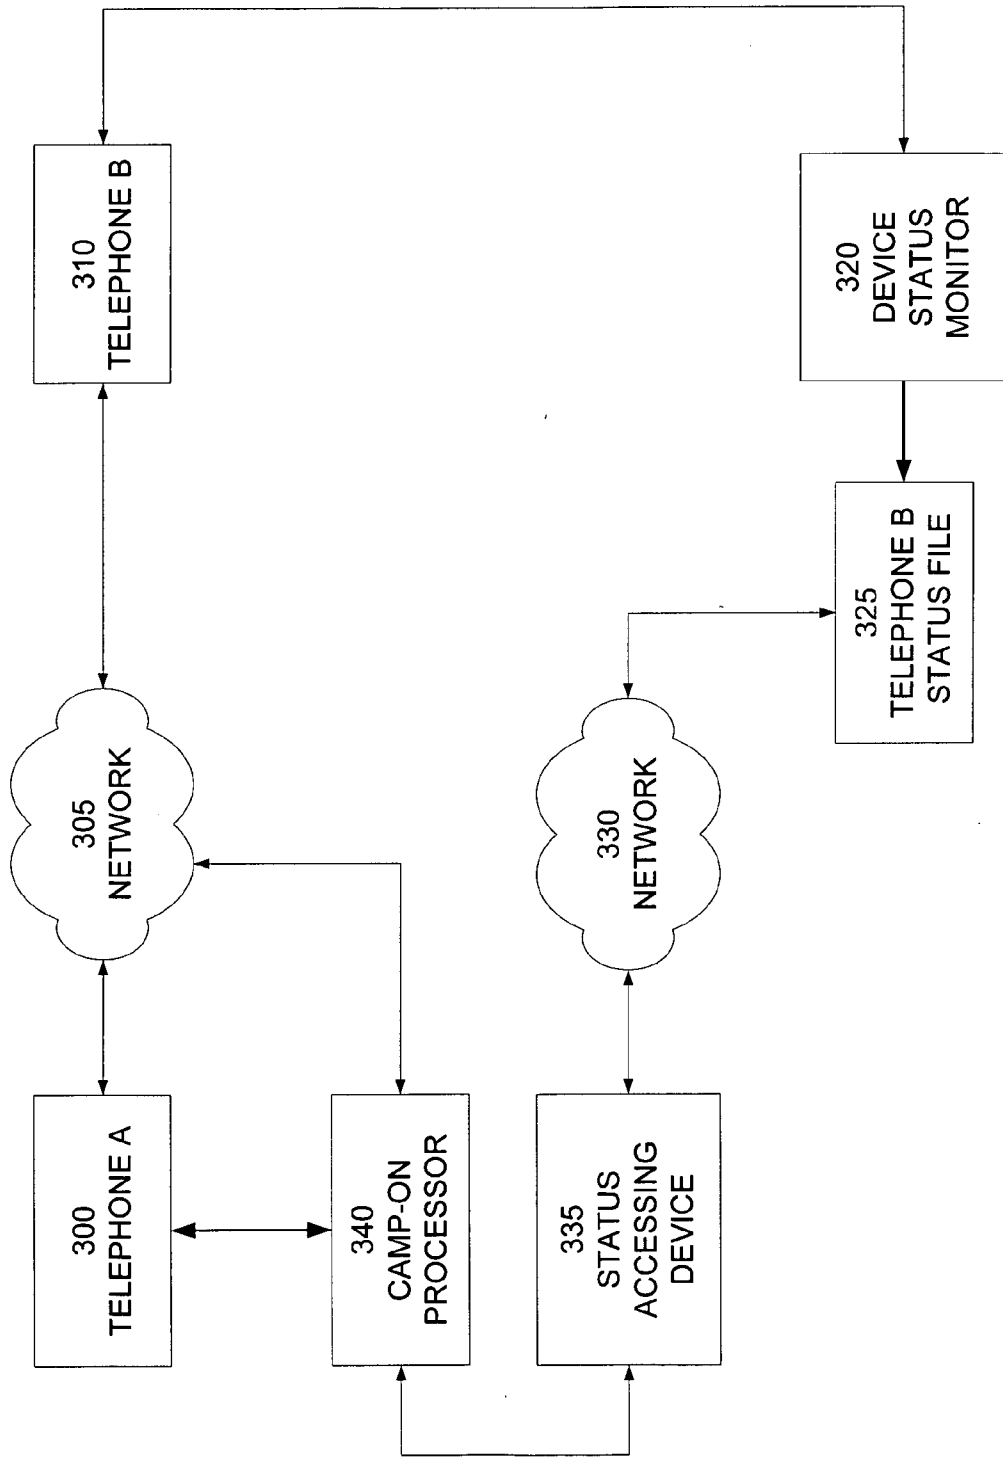 300
TELEPHONE A
305
NETWORK
310
TELEPHONE B
340
CAMP-ON
PROCESSOR
335
STATUS
ACCESSING
DEVICE
330
NETWORK
325
TELEPHONE B
STATUS FILE
320
DEVICE
STATUS
MONITOR